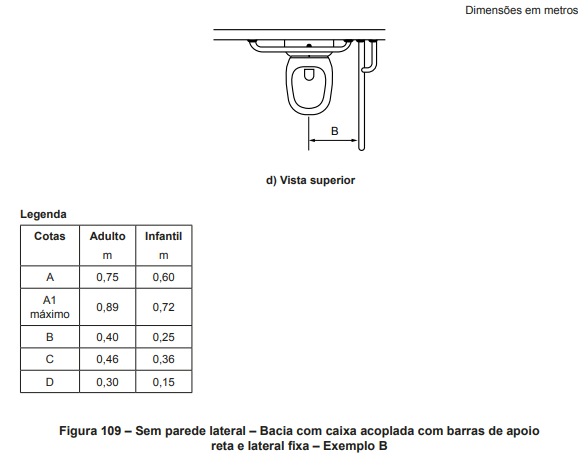 Dimensões em metros
B
d) Vista superior
Legenda
Cotas Adulto Infantil
m m
A 0,75 0,60
A1
máximo 0,89 0,72
B 0,40 0,25
C 0,46 0,36
D 0,30 0,15
Figura 109 – Sem parede lateral – Bacia com caixa acoplada com barras de apoio
reta e lateral fixa – Exemplo B